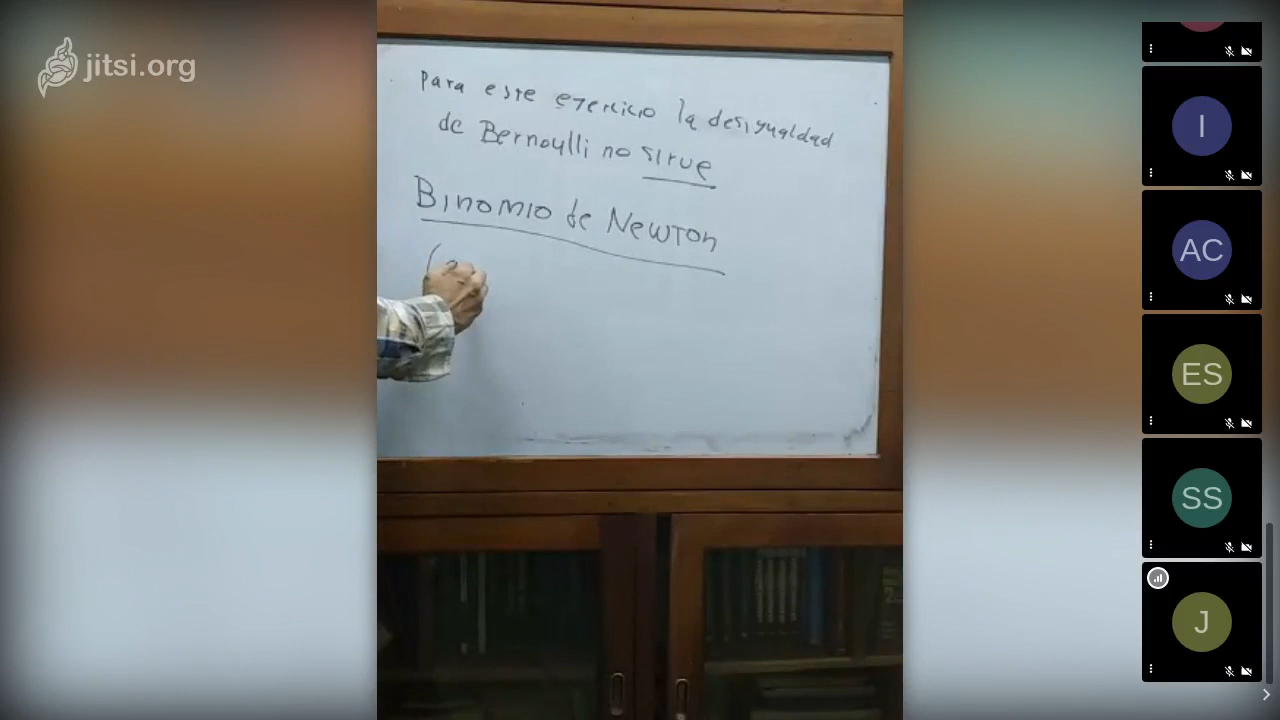 jitsi.org
Para este ejercicio la desigualdad
de Bernoulli no sirve
Binomio de Newton
(a
I
AC
ES
SS
J